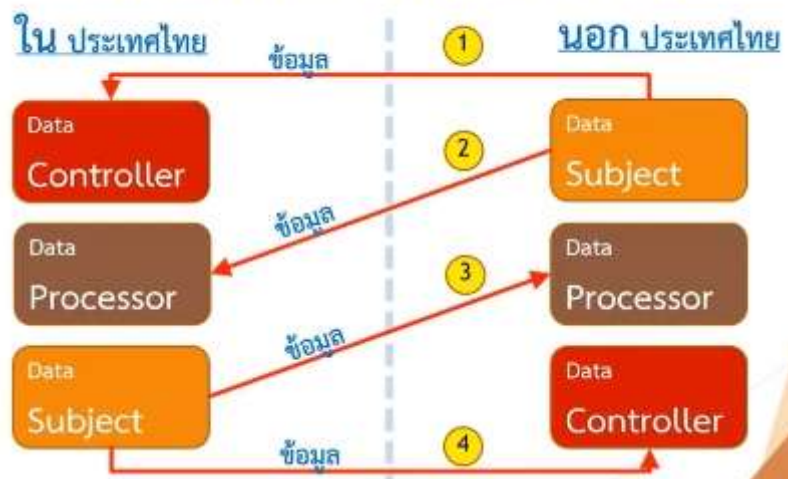 ใน ประเทศไทย
นอก ประเทศไทย
ข้อมูล
1
Data
Controller
Data
Subject
2
ข้อมูล
Data
Processor
Data
Processor
3
ข้อมูล
Data
Subject
Data
Controller
4
ข้อมูล